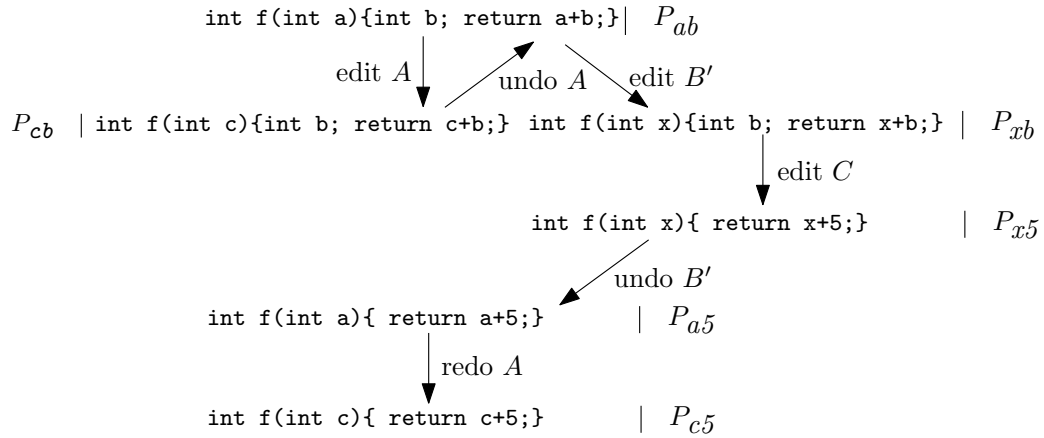 int f(int a){int b; return a+b;} | P_ab
edit A undo A edit B′
P_cb | int f(int c){int b; return c+b;} int f(int x){int b; return x+b;} | P_xb
edit C
int f(int x){ return x+5;} | P_x5
undo B′
int f(int a){ return a+5;} | P_a5
redo A
int f(int c){ return c+5;} | P_c5